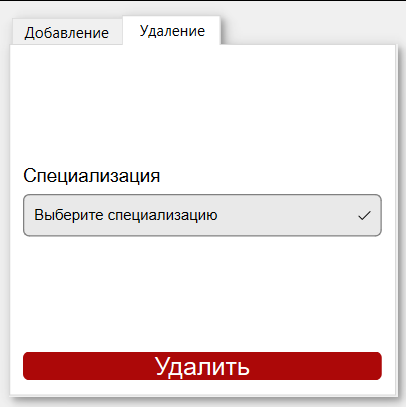 Добавление
Удаление
Специализация
Выберите специализацию
Удалить